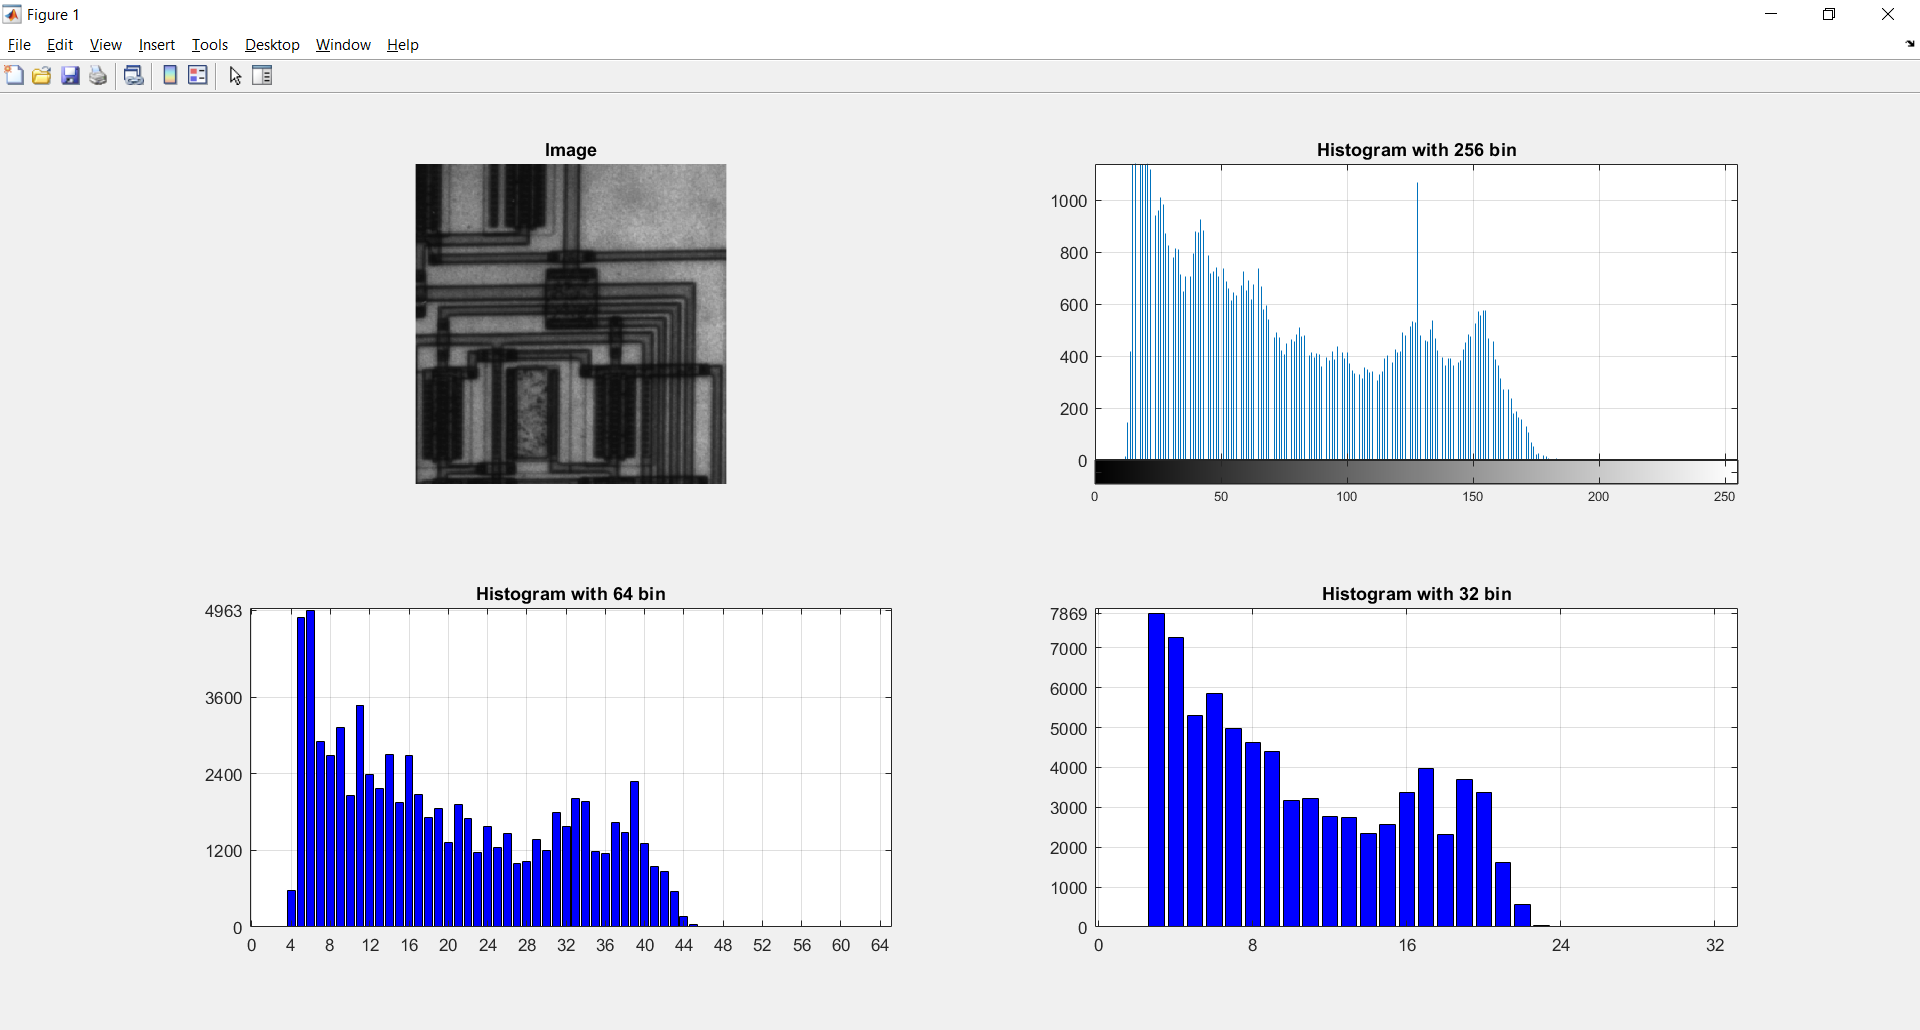 Figure 1
File Edit View Insert Tools Desktop Window Help
Image
Histogram with 256 bin
1000
800
600
400
200
0
0 50 100 150 200 250
Histogram with 64 bin
4963
3600
2400
1200
0
0 4 8 12 16 20 24 28 32 36 40 44 48 52 56 60 64
Histogram with 32 bin
7869
7000
6000
5000
4000
3000
2000
1000
0
0 8 16 24 32